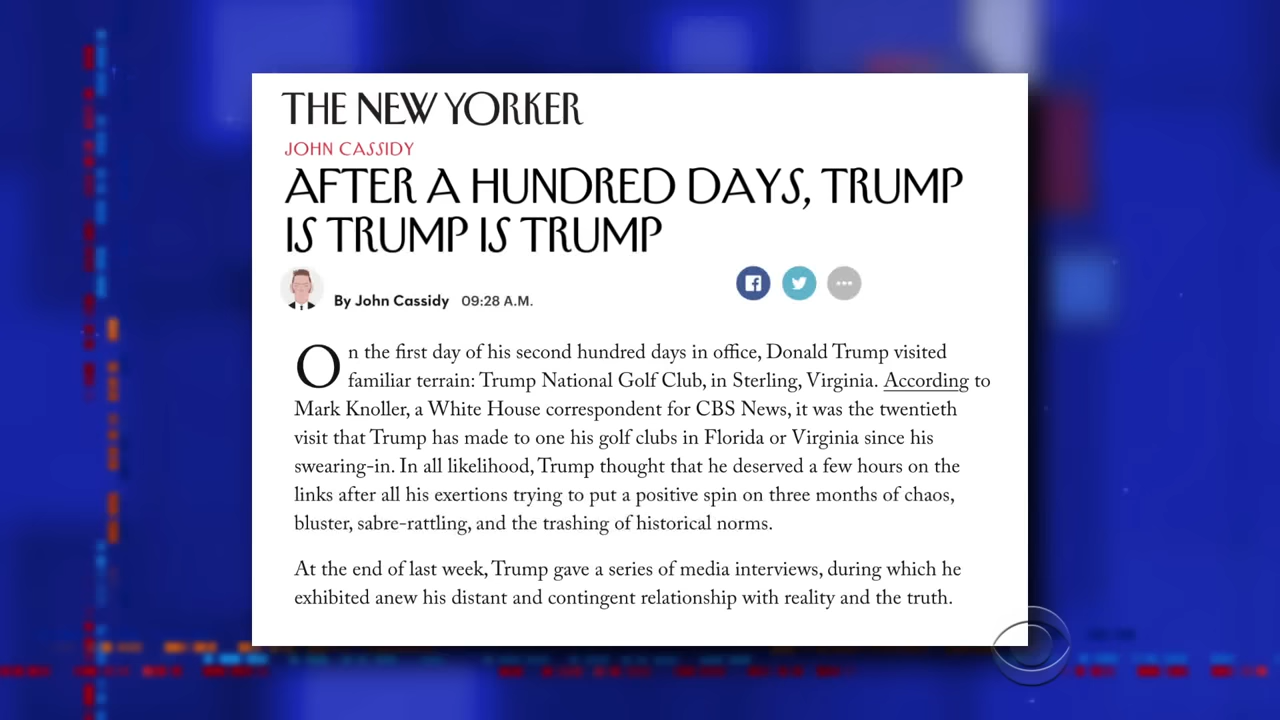 THE NEW YORKER
JOHN CASSIDY
AFTER A HUNDRED DAYS, TRUMP
IS TRUMP IS TRUMP
By John Cassidy 09:28 A.M.
On the first day of his second hundred days in office, Donald Trump visited
familiar terrain: Trump National Golf Club, in Sterling, Virginia. According to
Mark Knoller, a White House correspondent for CBS News, it was the twentieth
visit that Trump has made to one his golf clubs in Florida or Virginia since his
swearing-in. In all likelihood, Trump thought that he deserved a few hours on the
links after all his exertions trying to put a positive spin on three months of chaos,
bluster, sabre-rattling, and the trashing of historical norms.
At the end of last week, Trump gave a series of media interviews, during which he
exhibited anew his distant and contingent relationship with reality and the truth.